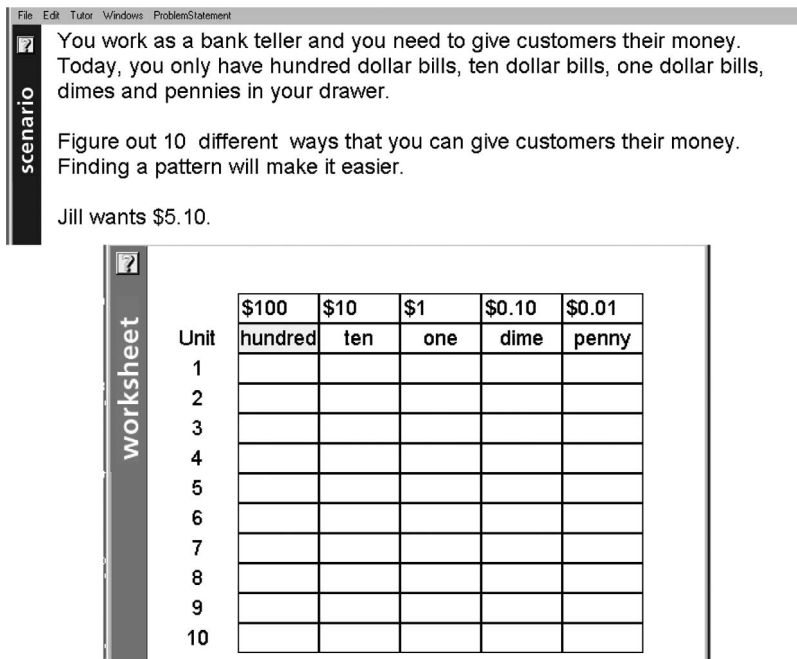 File Edit Tutor Windows ProblemStatement
?
scenario
You work as a bank teller and you need to give customers their money.
Today, you only have hundred dollar bills, ten dollar bills, one dollar bills,
dimes and pennies in your drawer.
Figure out 10 different ways that you can give customers their money.
Finding a pattern will make it easier.
Jill wants $5.10.
?
worksheet
$100 $10 $1 $0.10 $0.01
Unit hundred ten one dime penny
1
2
3
4
5
6
7
8
9
10